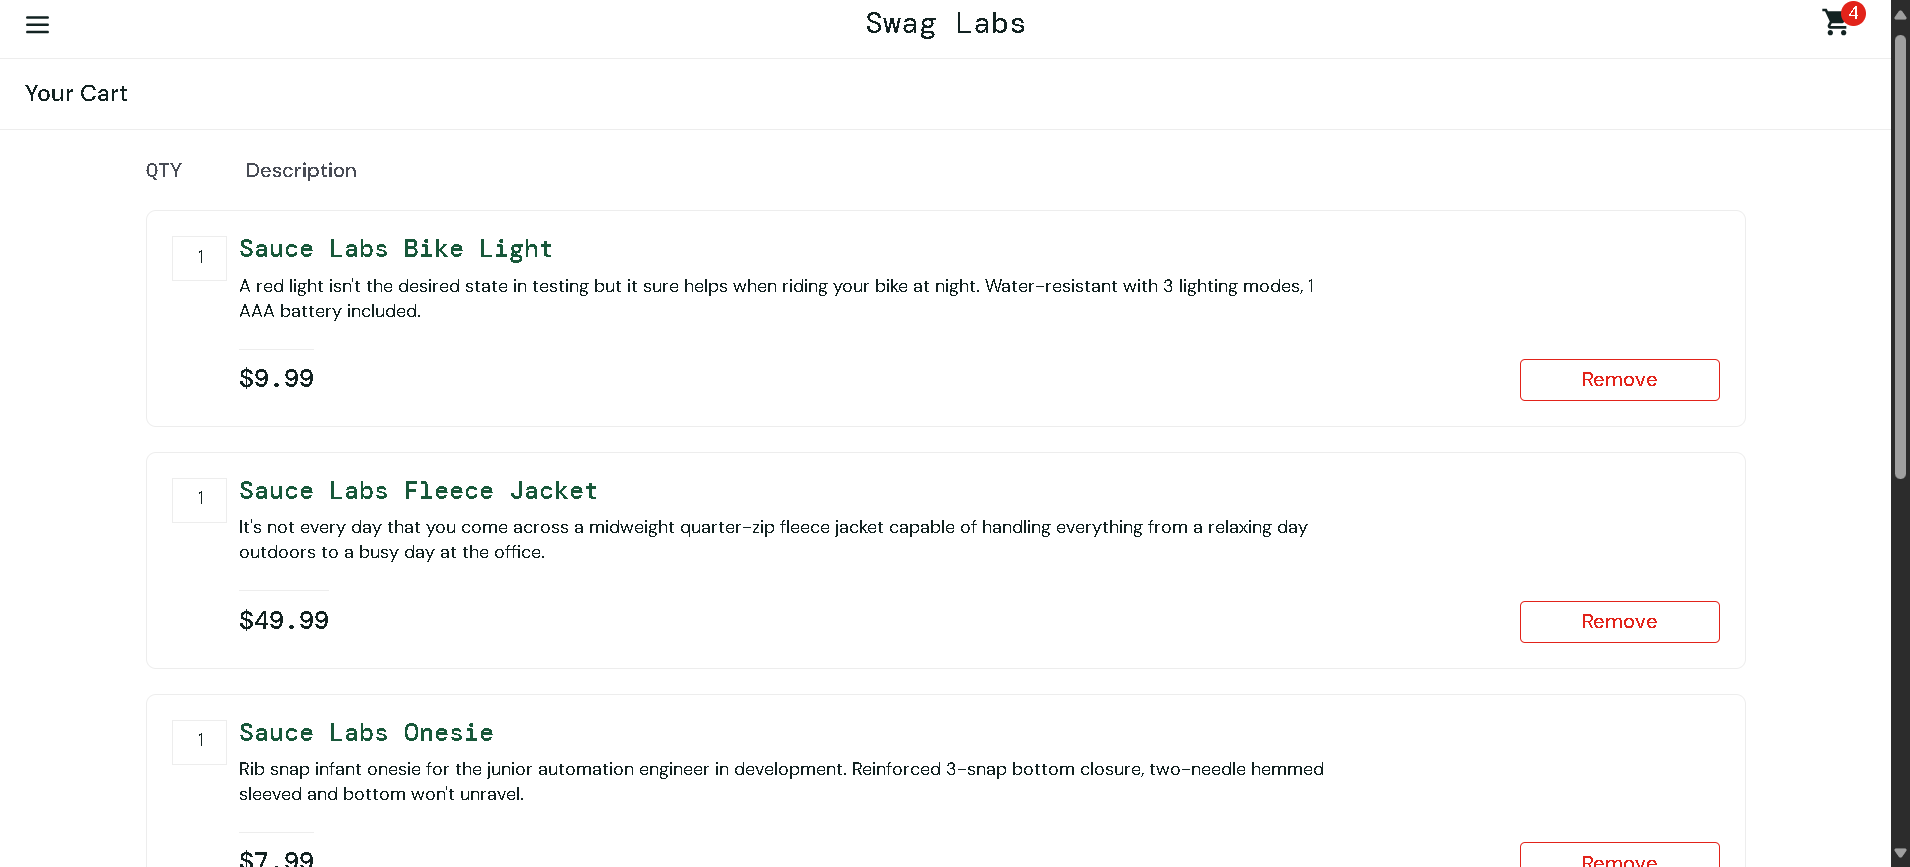 Swag Labs
4
Your Cart
QTY Description
1
Sauce Labs Bike Light
A red light isn't the desired state in testing but it sure helps when riding your bike at night. Water-resistant with 3 lighting modes, 1
AAA battery included.
$9.99
Remove
1
Sauce Labs Fleece Jacket
It's not every day that you come across a midweight quarter-zip fleece jacket capable of handling everything from a relaxing day
outdoors to a busy day at the office.
$49.99
Remove
1
Sauce Labs Onesie
Rib snap infant onesie for the junior automation engineer in development. Reinforced 3-snap bottom closure, two-needle hemmed
sleeved and bottom won't unravel.
$7.99
Remove